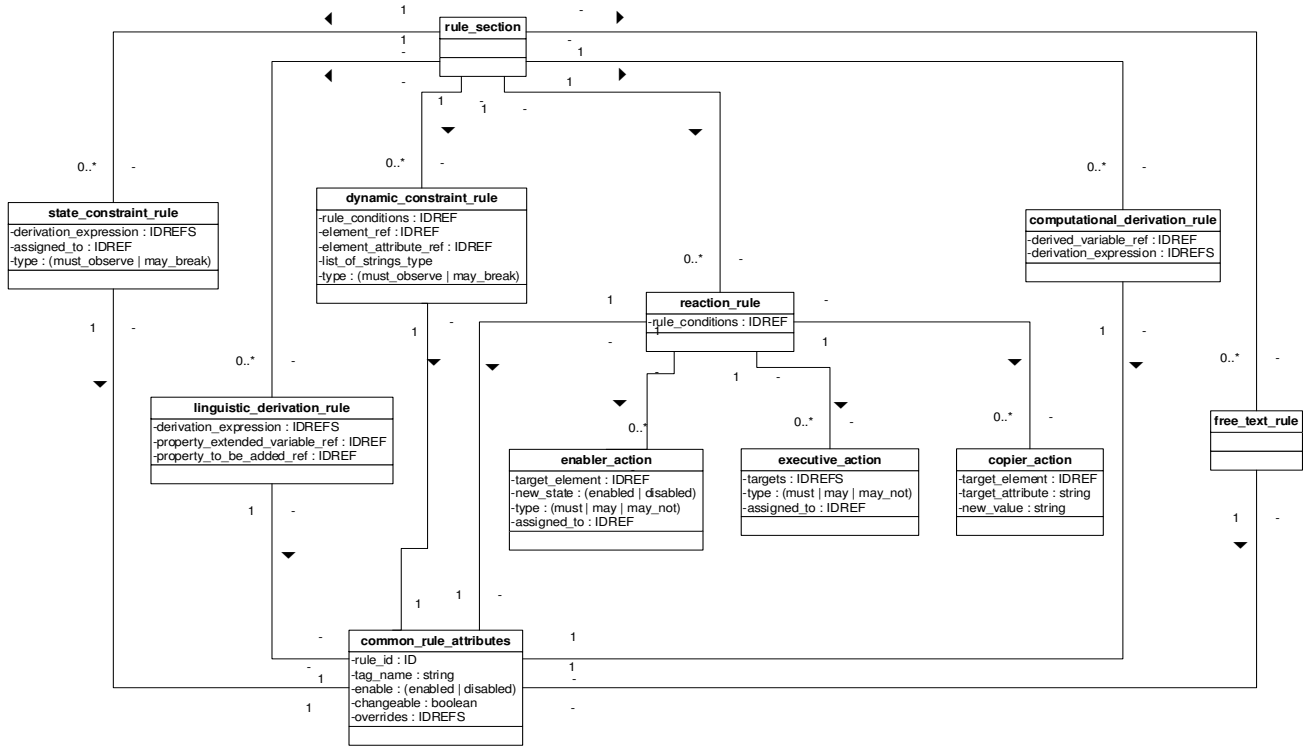 1
-
rule_section
1
-
-
1
-
1
1
-
1
-
0..*
-
0..*
-
0..*
-
state_constraint_rule
-derivation_expression : IDREFS
-assigned_to : IDREF
-type : (must_observe | may_break)
dynamic_constraint_rule
-rule_conditions : IDREF
-element_ref : IDREF
-element_attribute_ref : IDREF
-list_of_strings_type
-type : (must_observe | may_break)
computational_derivation_rule
-derived_variable_ref : IDREF
-derivation_expression : IDREFS
0..*
-
reaction_rule
-rule_conditions : IDREF
1
-
1
-
1
-
1
-
1
-
1
-
1
-
0..*
-
0..*
-
linguistic_derivation_rule
-derivation_expression : IDREFS
-property_extended_variable_ref : IDREF
-property_to_be_added_ref : IDREF
free_text_rule
0..*
0..*
-
0..*
-
enabler_action
-target_element : IDREF
-new_state : (enabled | disabled)
-type : (must | may | may_not)
-assigned_to : IDREF
executive_action
-targets : IDREFS
-type : (must | may | may_not)
-assigned_to : IDREF
copier_action
-target_element : IDREF
-target_attribute : string
-new_value : string
1
-
1
-
1
1
-
common_rule_attributes
-rule_id : ID
-tag_name : string
-enable : (enabled | disabled)
-changeable : boolean
-overrides : IDREFS
-
1
-
1
1
-
1
-